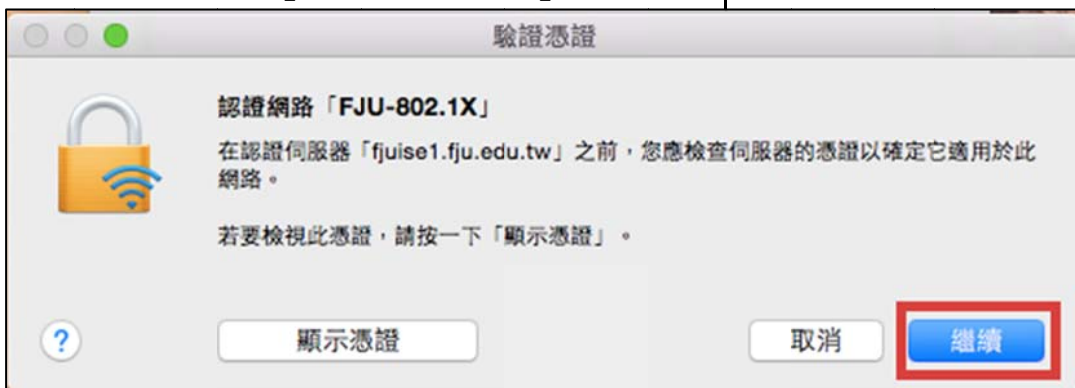 驗證憑證
認證網路「FJU-802.1X」
在認證伺服器「fjuise1.fju.edu.tw」之前,您應檢查伺服器的憑證以確定它適用於此
網路。
若要檢視此憑證,請按一下「顯示憑證」。
?
顯示憑證
取消
繼續